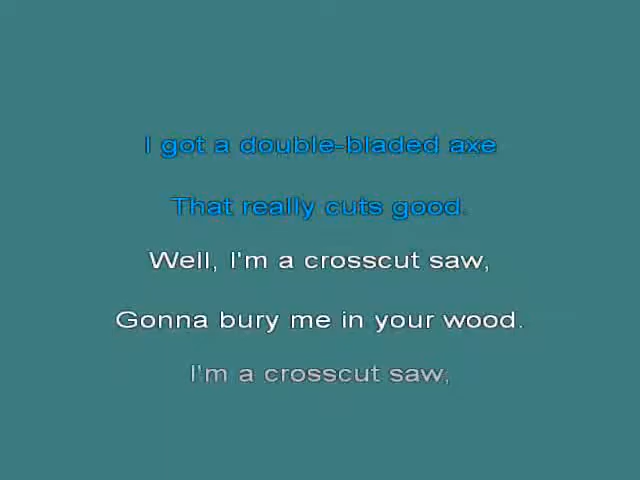 I got a double-bladed axe
That really cuts good.
Well, I'm a crosscut saw,
Gonna bury me in your wood.
I'm a crosscut saw,